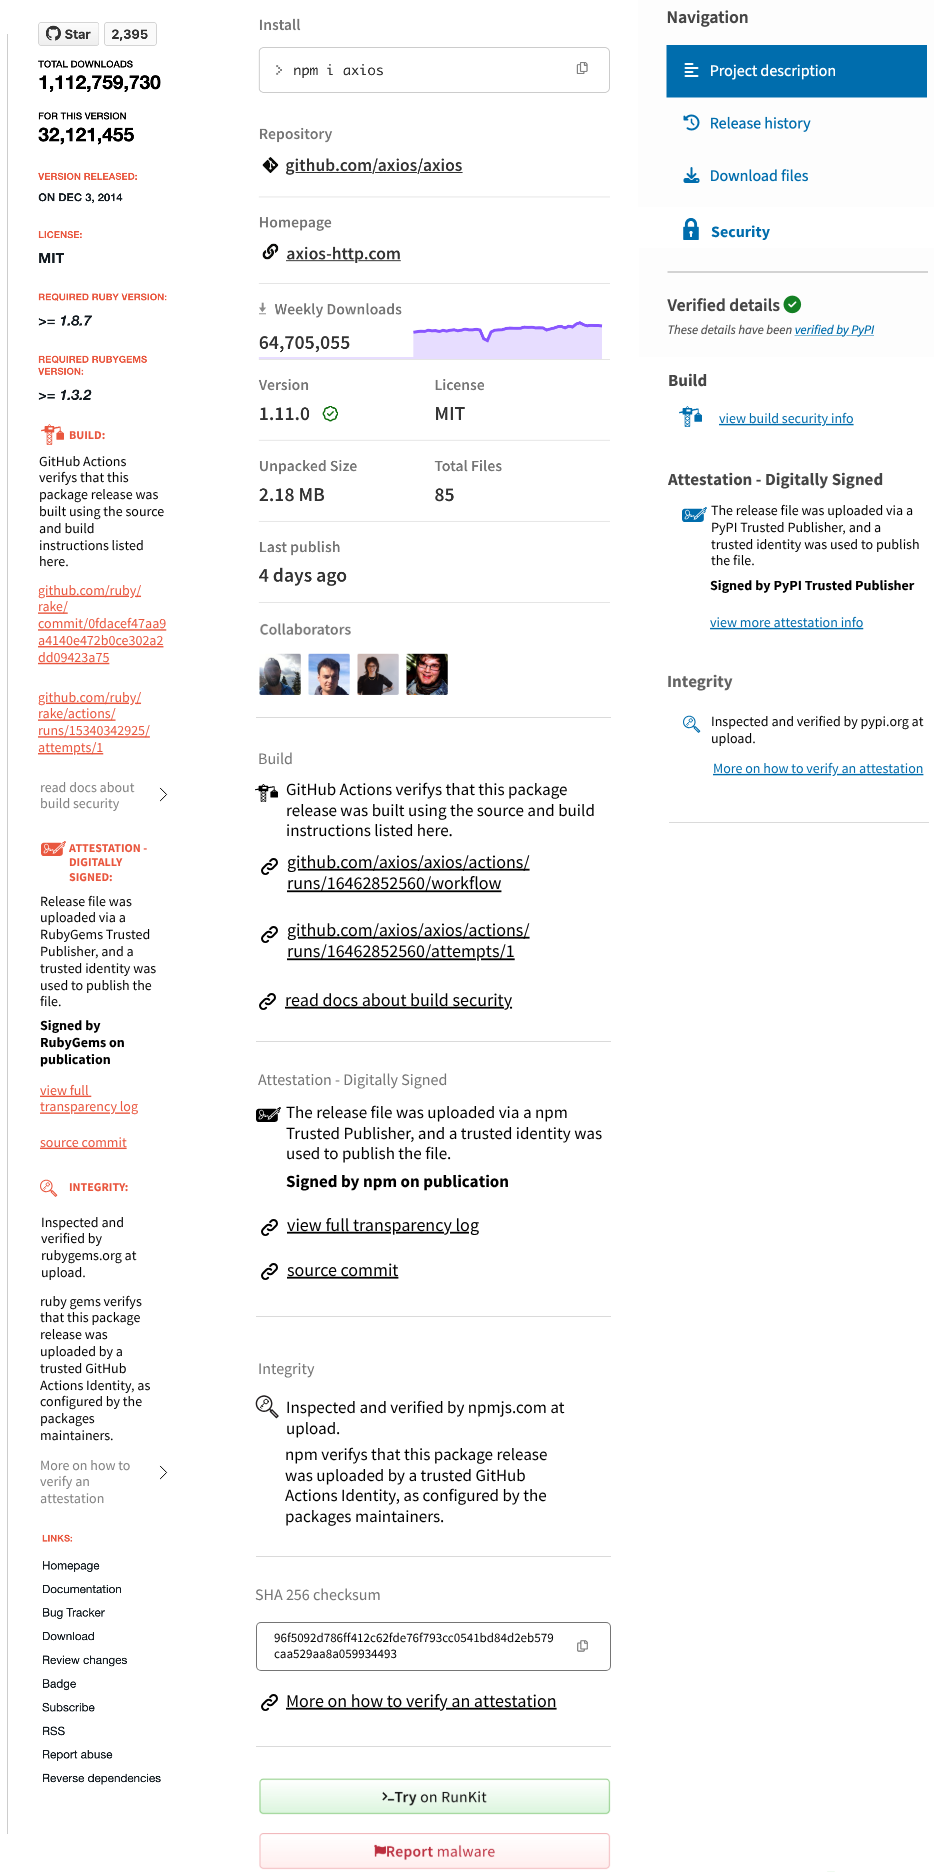 Star
2,395
TOTAL DOWNLOADS
1,112,759,730
FOR THIS VERSION
32,121,455
VERSION RELEASED:
ON DEC 3, 2014
LICENSE:
MIT
REQUIRED RUBY VERSION:
>= 1.8.7
REQUIRED RUBYGEMS
VERSION:
>= 1.3.2
BUILD:
GitHub Actions
verifys that this
package release was
built using the source
and build
instructions listed
here.
github.com/ruby/
rake/
commit/0fdacef47aa9
a4140e472b0ce302a2
dd09423a75
github.com/ruby/
rake/actions/
runs/15340342925/
attempts/1
read docs about
build security
ATTESTATION -
DIGITALLY
SIGNED:
Release file was
uploaded via a
RubyGems Trusted
Publisher, and a
trusted identity was
used to publish the
file.
Signed by
RubyGems on
publication
view full
transparency log
source commit
INTEGRITY:
Inspected and
verified by
rubygems.org at
upload.
ruby gems verifys
that this package
release was
uploaded by a
trusted GitHub
Actions Identity, as
configured by the
packages
maintainers.
More on how to
verify an
attestation
LINKS:
Homepage
Documentation
Bug Tracker
Download
Review changes
Badge
Subscribe
RSS
Report abuse
Reverse dependencies
Install
> npm i axios
Repository
github.com/axios/axios
Homepage
axios-http.com
Weekly Downloads
64,705,055
Version
License
1.11.0
MIT
Unpacked Size
Total Files
2.18 MB
85
Last publish
4 days ago
Collaborators
Build
GitHub Actions verifys that this package
release was built using the source and build
instructions listed here.
github.com/axios/axios/actions/
runs/16462852560/workflow
github.com/axios/axios/actions/
runs/16462852560/attempts/1
read docs about build security
Attestation - Digitally Signed
The release file was uploaded via a npm
Trusted Publisher, and a trusted identity was
used to publish the file.
Signed by npm on publication
view full transparency log
source commit
Integrity
Inspected and verified by npmjs.com at
upload.
npm verifys that this package release
was uploaded by a trusted GitHub
Actions Identity, as configured by the
packages maintainers.
SHA 256 checksum
96f5092d786ff412c62fde76f793cc0541bd84d2eb579
caa529aa8a059934493
More on how to verify an attestation
Try on RunKit
Report malware
Navigation
Project description
Release history
Download files
Security
Verified details
These details have been verified by PyPI
Build
view build security info
Attestation - Digitally Signed
The release file was uploaded via a
PyPI Trusted Publisher, and a
trusted identity was used to publish
the file.
Signed by PyPI Trusted Publisher
view more attestation info
Integrity
Inspected and verified by pypi.org at
upload.
More on how to verify an attestation